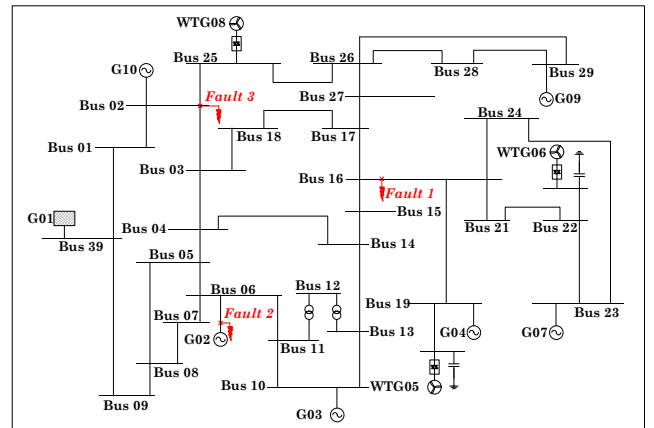 WTG08
Bus 25
Bus 26
G10
Bus 28
Bus 29
Bus 02
Fault 3
Bus 27
G09
Bus 24
Bus 18
Bus 17
Bus 01
WTG06
Bus 03
Bus 16
Fault 1
G01
Bus 15
Bus 04
Bus 21
Bus 22
Bus 39
Bus 14
Bus 05
Bus 06
Bus 12
Bus 19
Bus 23
Bus 07
Fault 2
G02
Bus 13
G04
G07
Bus 11
Bus 08
Bus 10
WTG05
Bus 09
G03